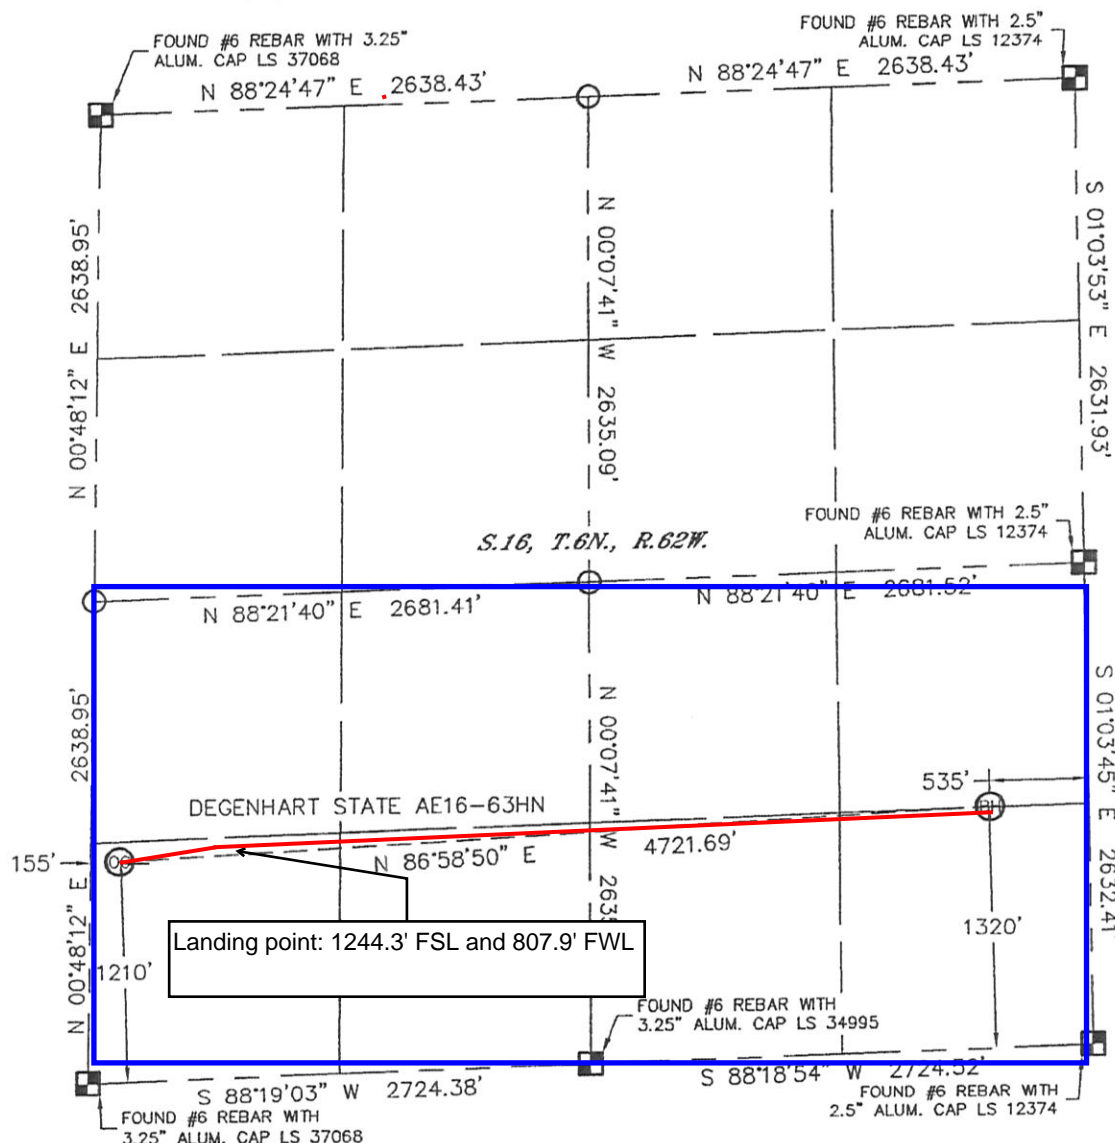 FOUND #6 REBAR WITH 3.25"
ALUM. CAP LS 37068
FOUND #6 REBAR WITH 2.5"
ALUM. CAP LS 12374
N 88°24'47" E 2638.43'
N 88°24'47" E 2638.43'
N 00°48'12" E 2638.95'
N 00°07'41" W 2635.09'
S 01°03'53" E 2631.93'
FOUND #6 REBAR WITH 2.5"
ALUM. CAP LS 12374
S.16, T.6N., R.62W.
N 88°21'40" E 2681.41'
N 88°21'40" E 2681.52'
N 00°48'12" E 2638.95'
N 00°07'41" W
S 01°03'45" E 2632.41'
535'
DEGENHART STATE AE16-63HN
BH
4721.69'
N 86°58'50" E
155'
Landing point: 1244.3' FSL and 807.9' FWL
1320'
1210'
FOUND #6 REBAR WITH
3.25" ALUM. CAP LS 34995
S 88°19'03" W 2724.38'
S 88°18'54" W 2724.52'
FOUND #6 REBAR WITH
3.25" ALUM. CAP LS 37068
FOUND #6 REBAR WITH
2.5" ALUM. CAP LS 12374